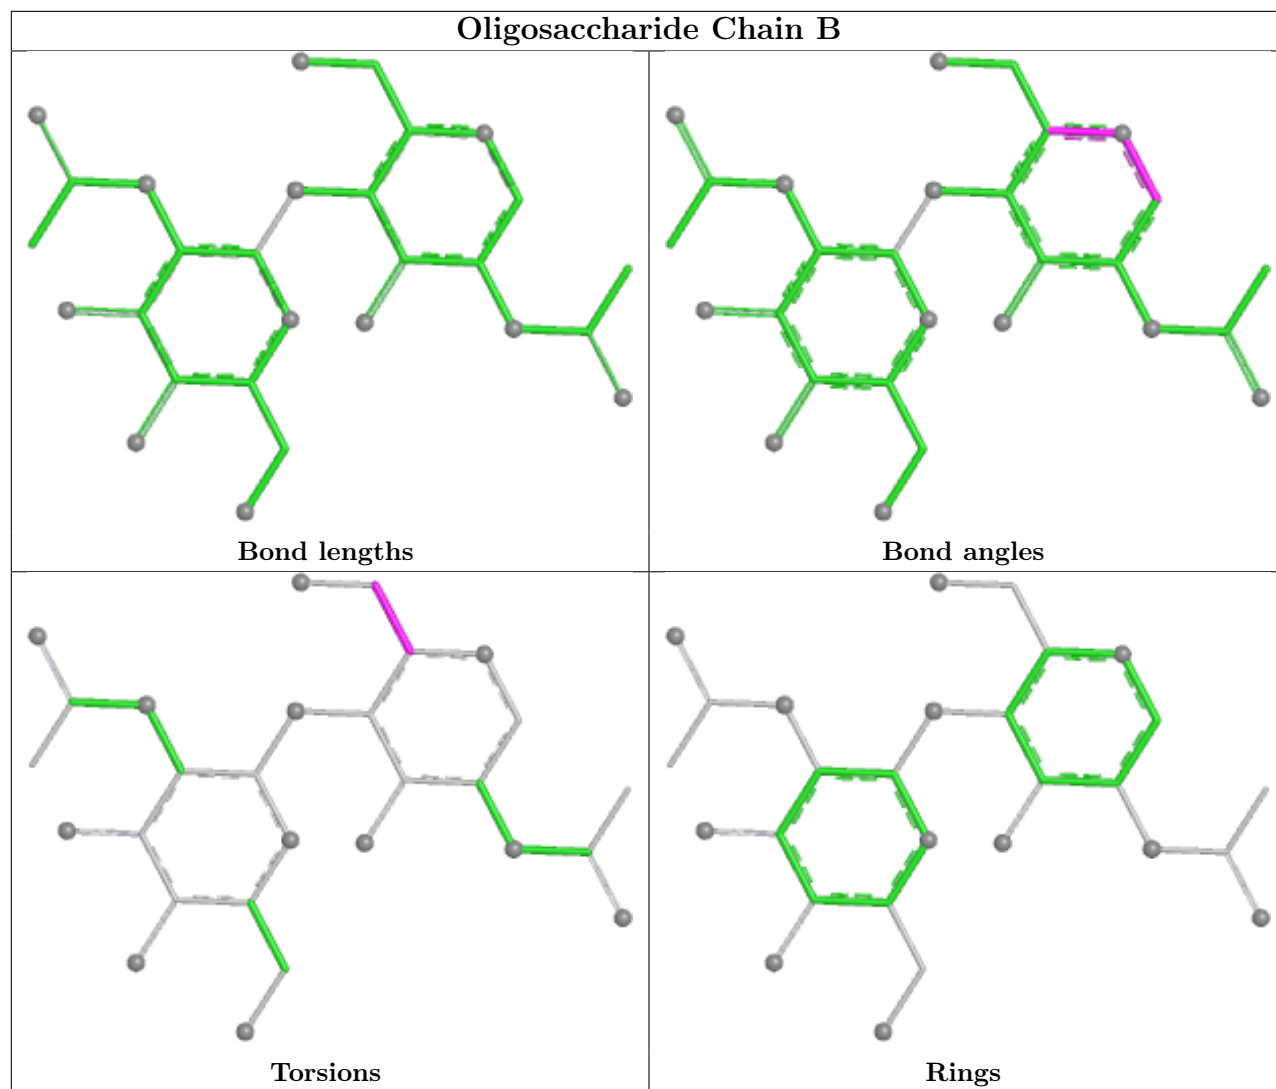 Oligosaccharide Chain B
Bond lengths
Bond angles
Torsions
Rings